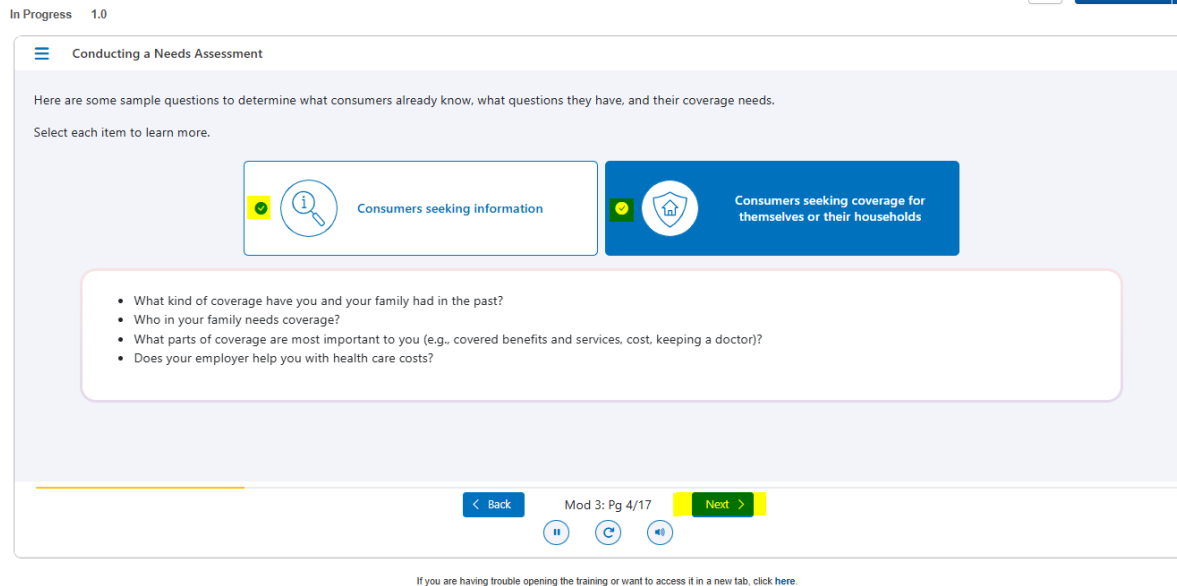 In Progress 1.0
Conducting a Needs Assessment
Here are some sample questions to determine what consumers already know, what questions they have, and their coverage needs.
Select each item to learn more.
Consumers seeking information
Consumers seeking coverage for
themselves or their households
• What kind of coverage have you and your family had in the past?
• Who in your family needs coverage?
• What parts of coverage are most important to you (e.g., covered benefits and services, cost, keeping a doctor)?
• Does your employer help you with health care costs?
< Back Mod 3: Pg 4/17 Next >
If you are having trouble opening the training or want to access it in a new tab, click here.